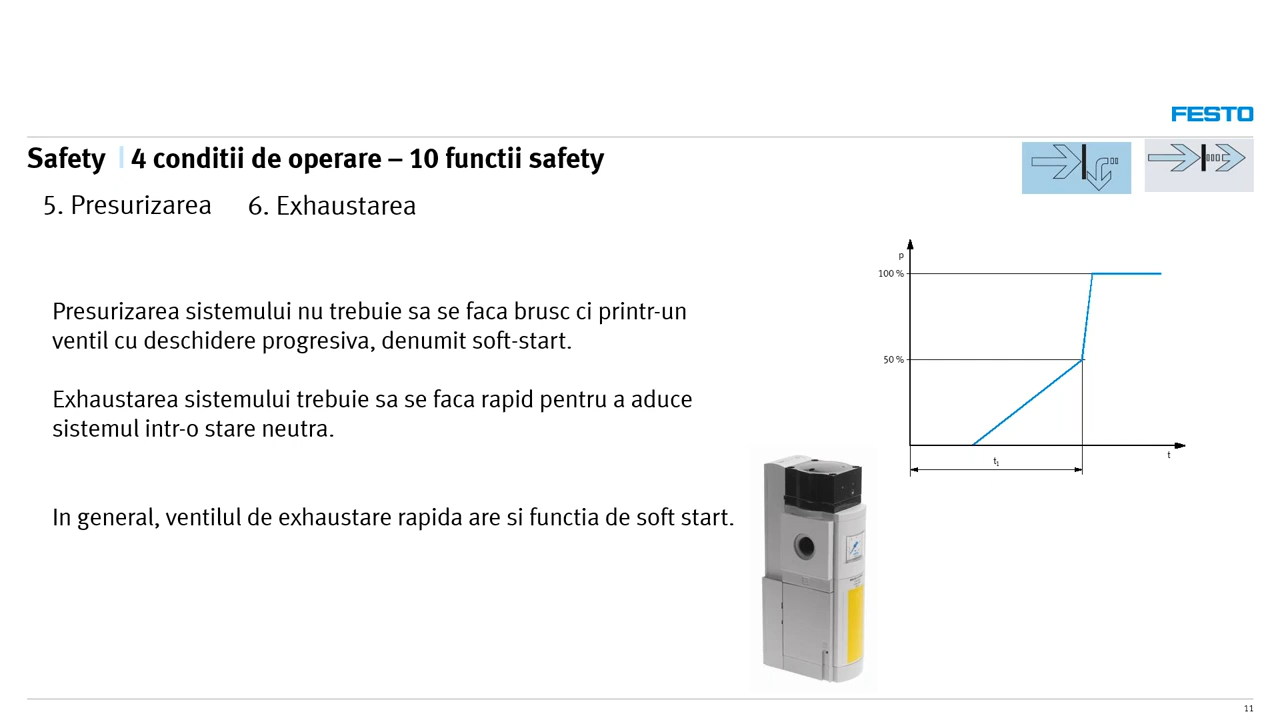 FESTO
Safety | 4 conditii de operare – 10 functii safety
5. Presurizarea 6. Exhaustarea
Presurizarea sistemului nu trebuie sa se faca brusc ci printr-un
ventil cu deschidere progresiva, denumit soft-start.
Exhaustarea sistemului trebuie sa se faca rapid pentru a aduce
sistemul intr-o stare neutra.
In general, ventilul de exhaustare rapida are si functia de soft start.
p
100 %
50 %
t
t1
11